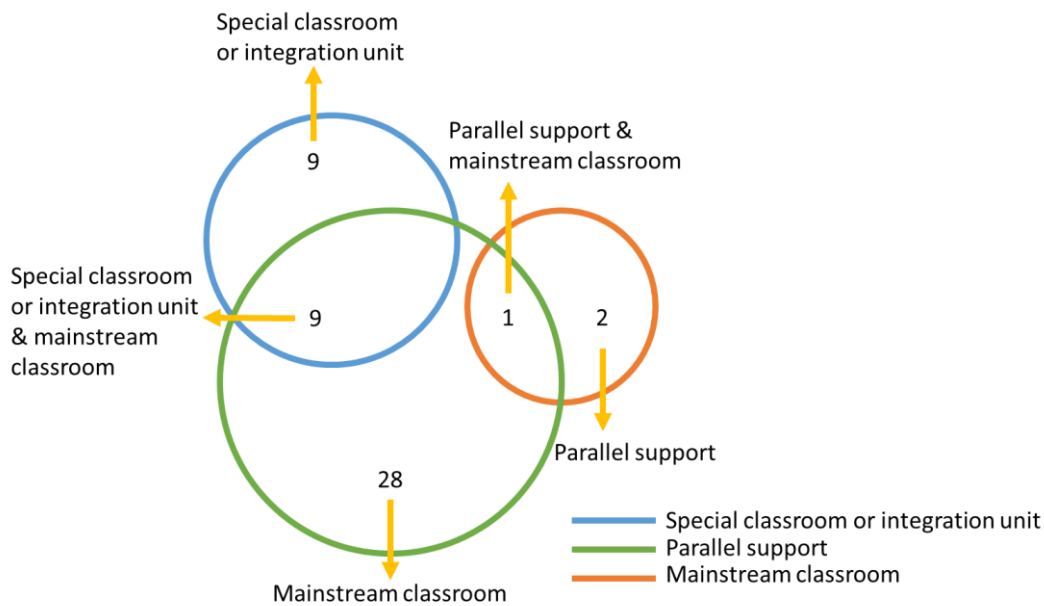 Special classroom
or integration unit
9
Parallel support &
mainstream classroom
Special classroom
or integration unit
& mainstream
classroom
9
1
2
Parallel support
28
Mainstream classroom
Special classroom or integration unit
Parallel support
Mainstream classroom